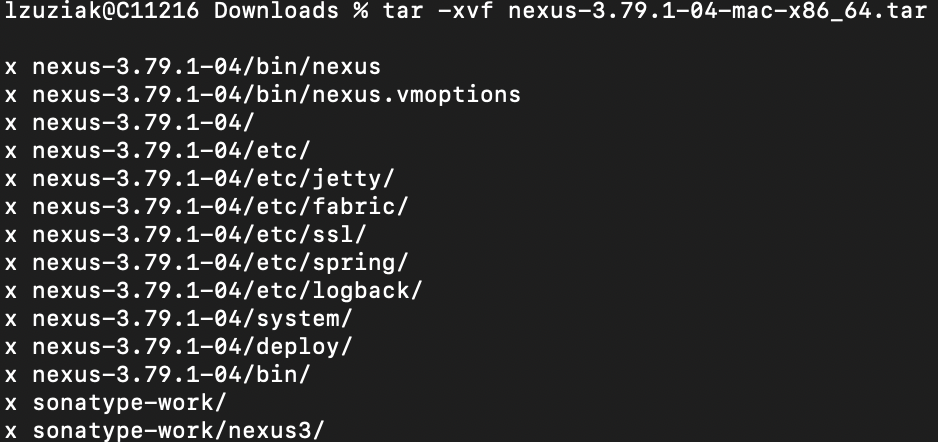 lzuziak@C11216 Downloads % tar -xvf nexus-3.79.1-04-mac-x86_64.tar
x nexus-3.79.1-04/bin/nexus
x nexus-3.79.1-04/bin/nexus.vmoptions
x nexus-3.79.1-04/
x nexus-3.79.1-04/etc/
x nexus-3.79.1-04/etc/jetty/
x nexus-3.79.1-04/etc/fabric/
x nexus-3.79.1-04/etc/ssl/
x nexus-3.79.1-04/etc/spring/
x nexus-3.79.1-04/etc/logback/
x nexus-3.79.1-04/system/
x nexus-3.79.1-04/deploy/
x nexus-3.79.1-04/bin/
x sonatype-work/
x sonatype-work/nexus3/